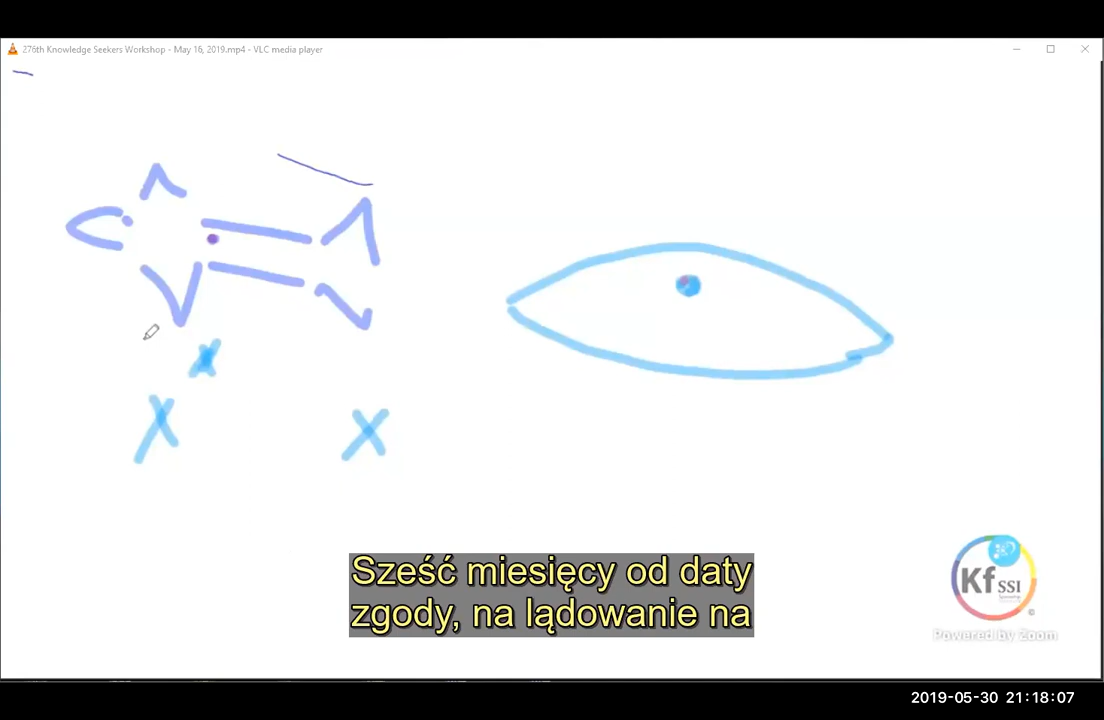 276th Knowledge Seekers Workshop - May 16, 2019.mp4 - VLC media player
X
X
X
Sześć miesięcy od daty
zgody, na lądowanie na
Kf SSI
©
Powered by Zoom
2019-05-30 21:18:07